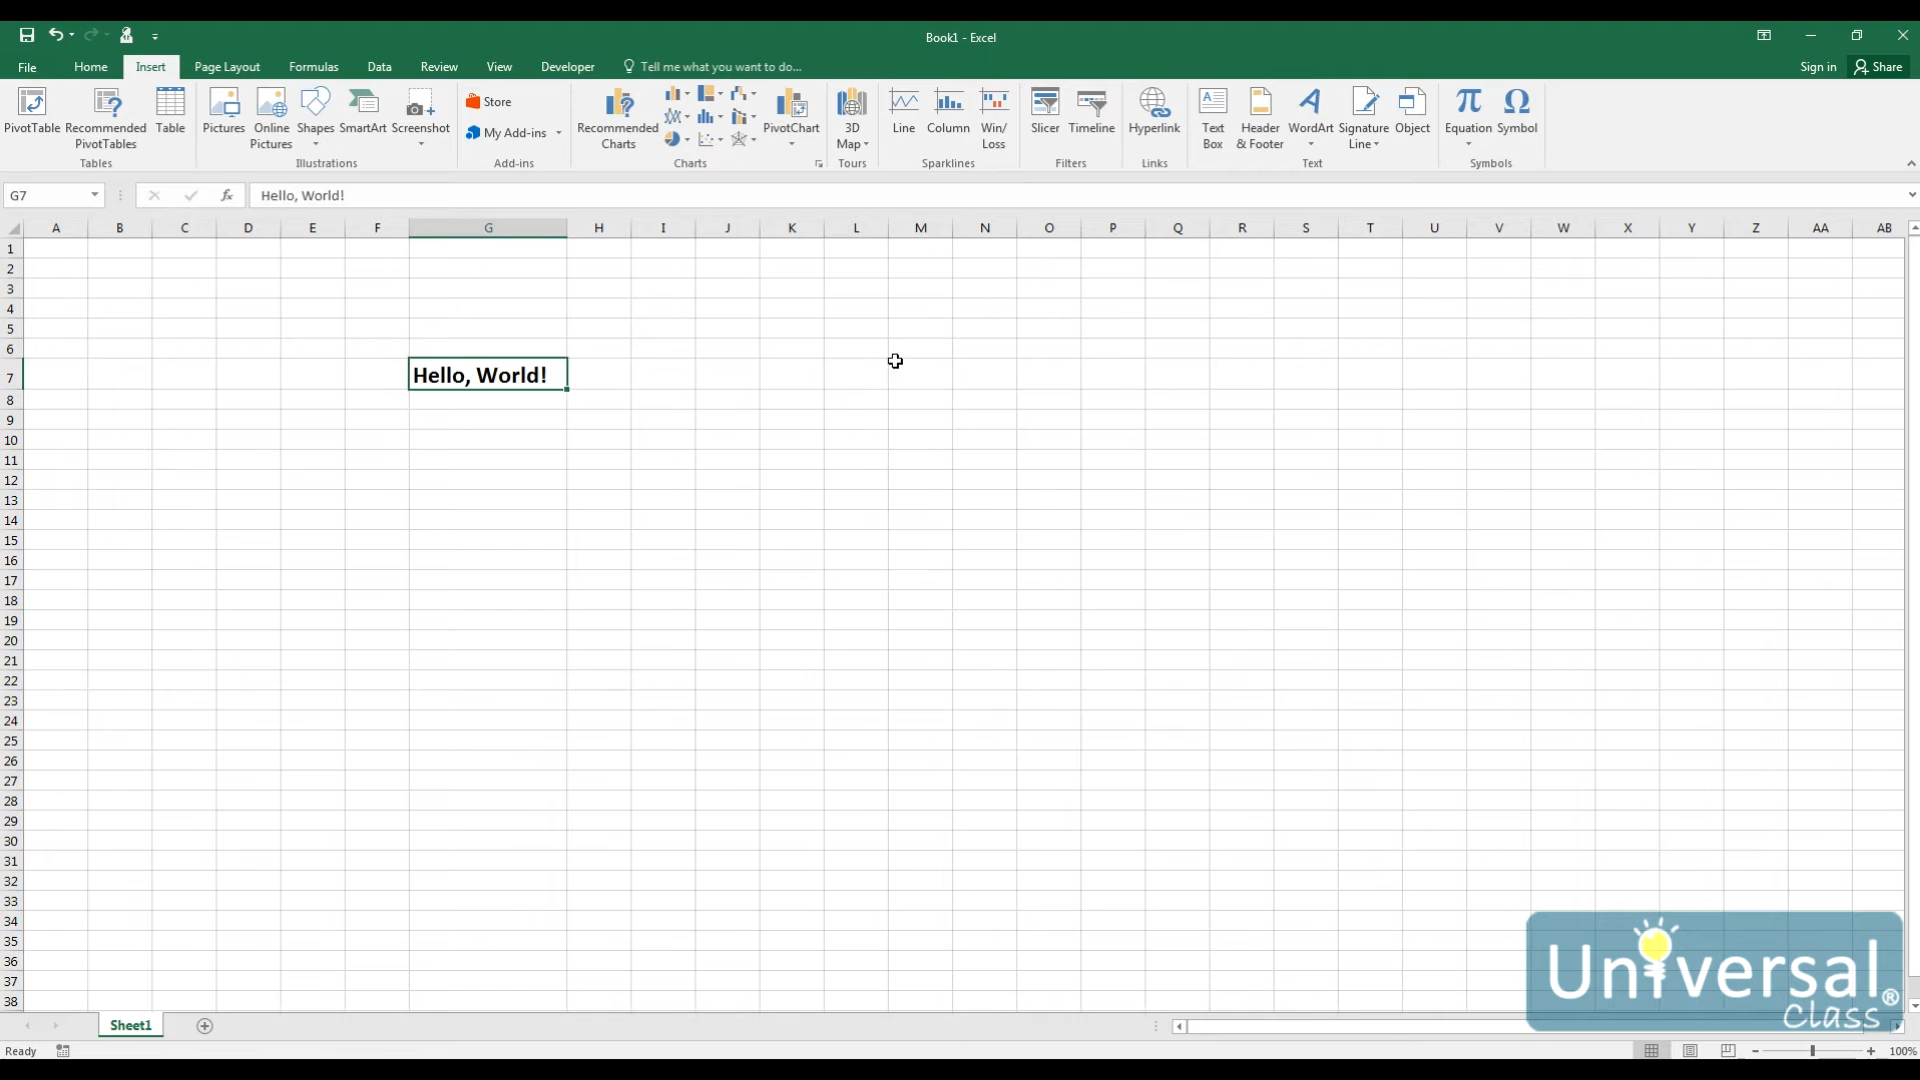 Book1 - Excel
File Home Insert Page Layout Formulas Data Review View Developer Tell me what you want to do... Sign in Share
PivotTable Recommended PivotTables Table
Tables
Pictures Online Pictures Shapes SmartArt Screenshot
Illustrations
Store
My Add-ins
Add-ins
Recommended Charts PivotChart
Charts
3D Map
Tours
Line Column Win/ Loss
Sparklines
Slicer Timeline
Filters
Hyperlink
Links
Text Box Header & Footer WordArt Signature Line Object
Text
Equation Symbol
Symbols
G7 fx Hello, World!
A B C D E F G H I J K L M N O P Q R S T U V W X Y Z AA AB
1
2
3
4
5
6
7 Hello, World!
8
9
10
11
12
13
14
15
16
17
18
19
20
21
22
23
24
25
26
27
28
29
30
31
32
33
34
35
36
37
38
Universal®
Class
Sheet1
Ready 100%